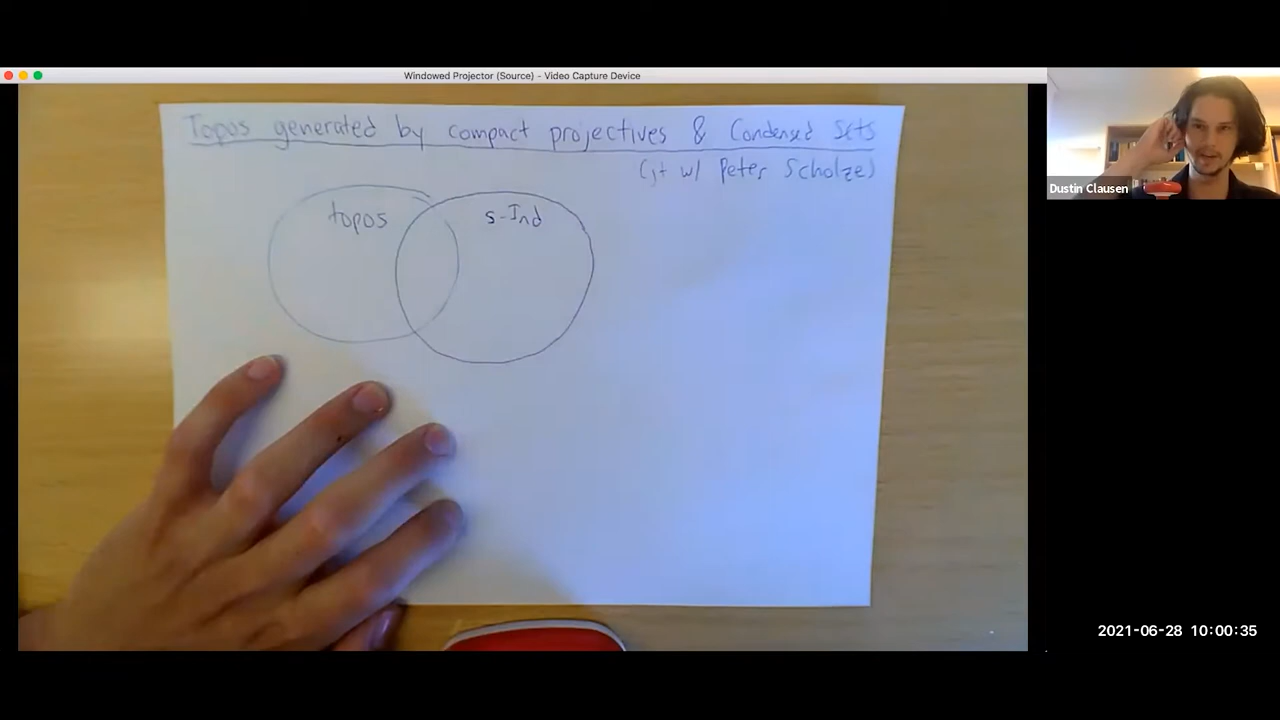 Windowed Projector (Source) - Video Capture Device
Topos generated by compact projectives & Condensed Sets
(jt w/ Peter Scholze)
topos
s-Ind
Dustin Clausen
2021-06-28 10:00:35